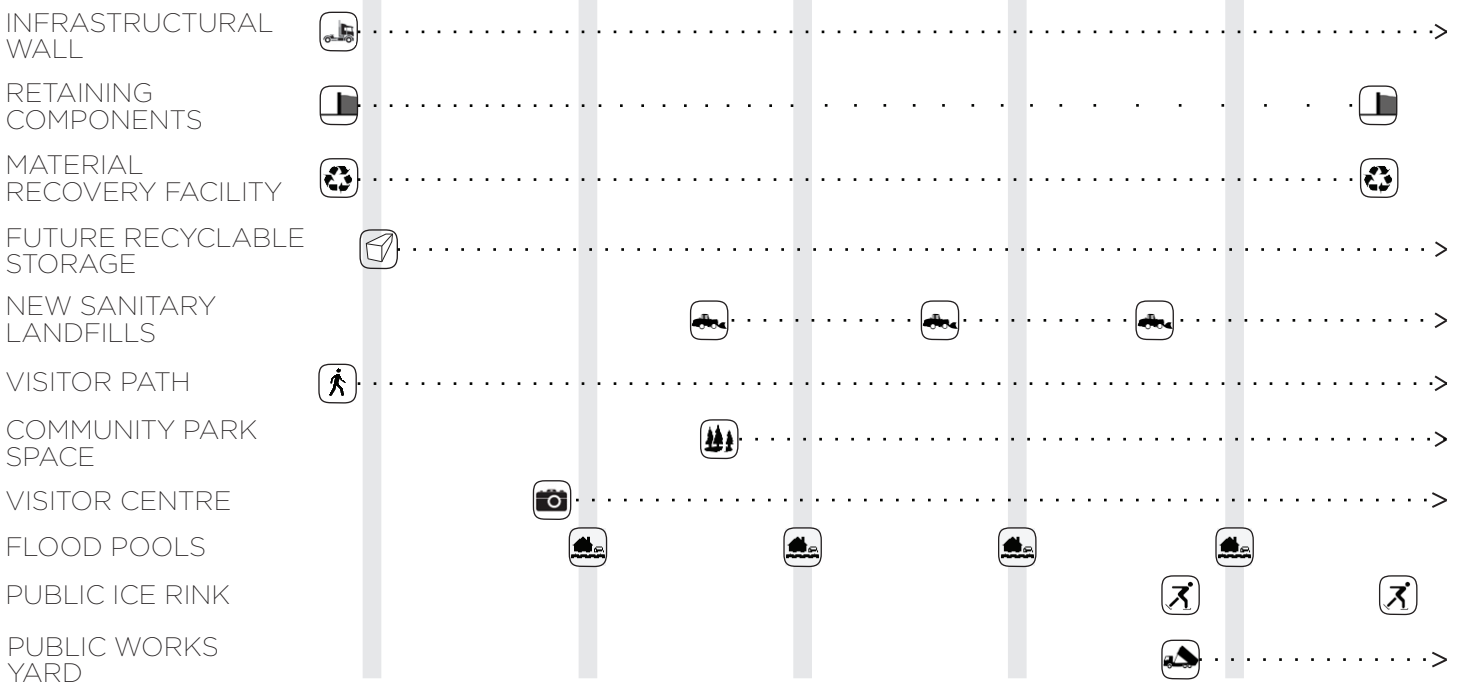 INFRASTRUCTURAL
WALL
RETAINING
COMPONENTS
MATERIAL
RECOVERY FACILITY
FUTURE RECYCLABLE
STORAGE
NEW SANITARY
LANDFILLS
VISITOR PATH
COMMUNITY PARK
SPACE
VISITOR CENTRE
FLOOD POOLS
PUBLIC ICE RINK
PUBLIC WORKS
YARD